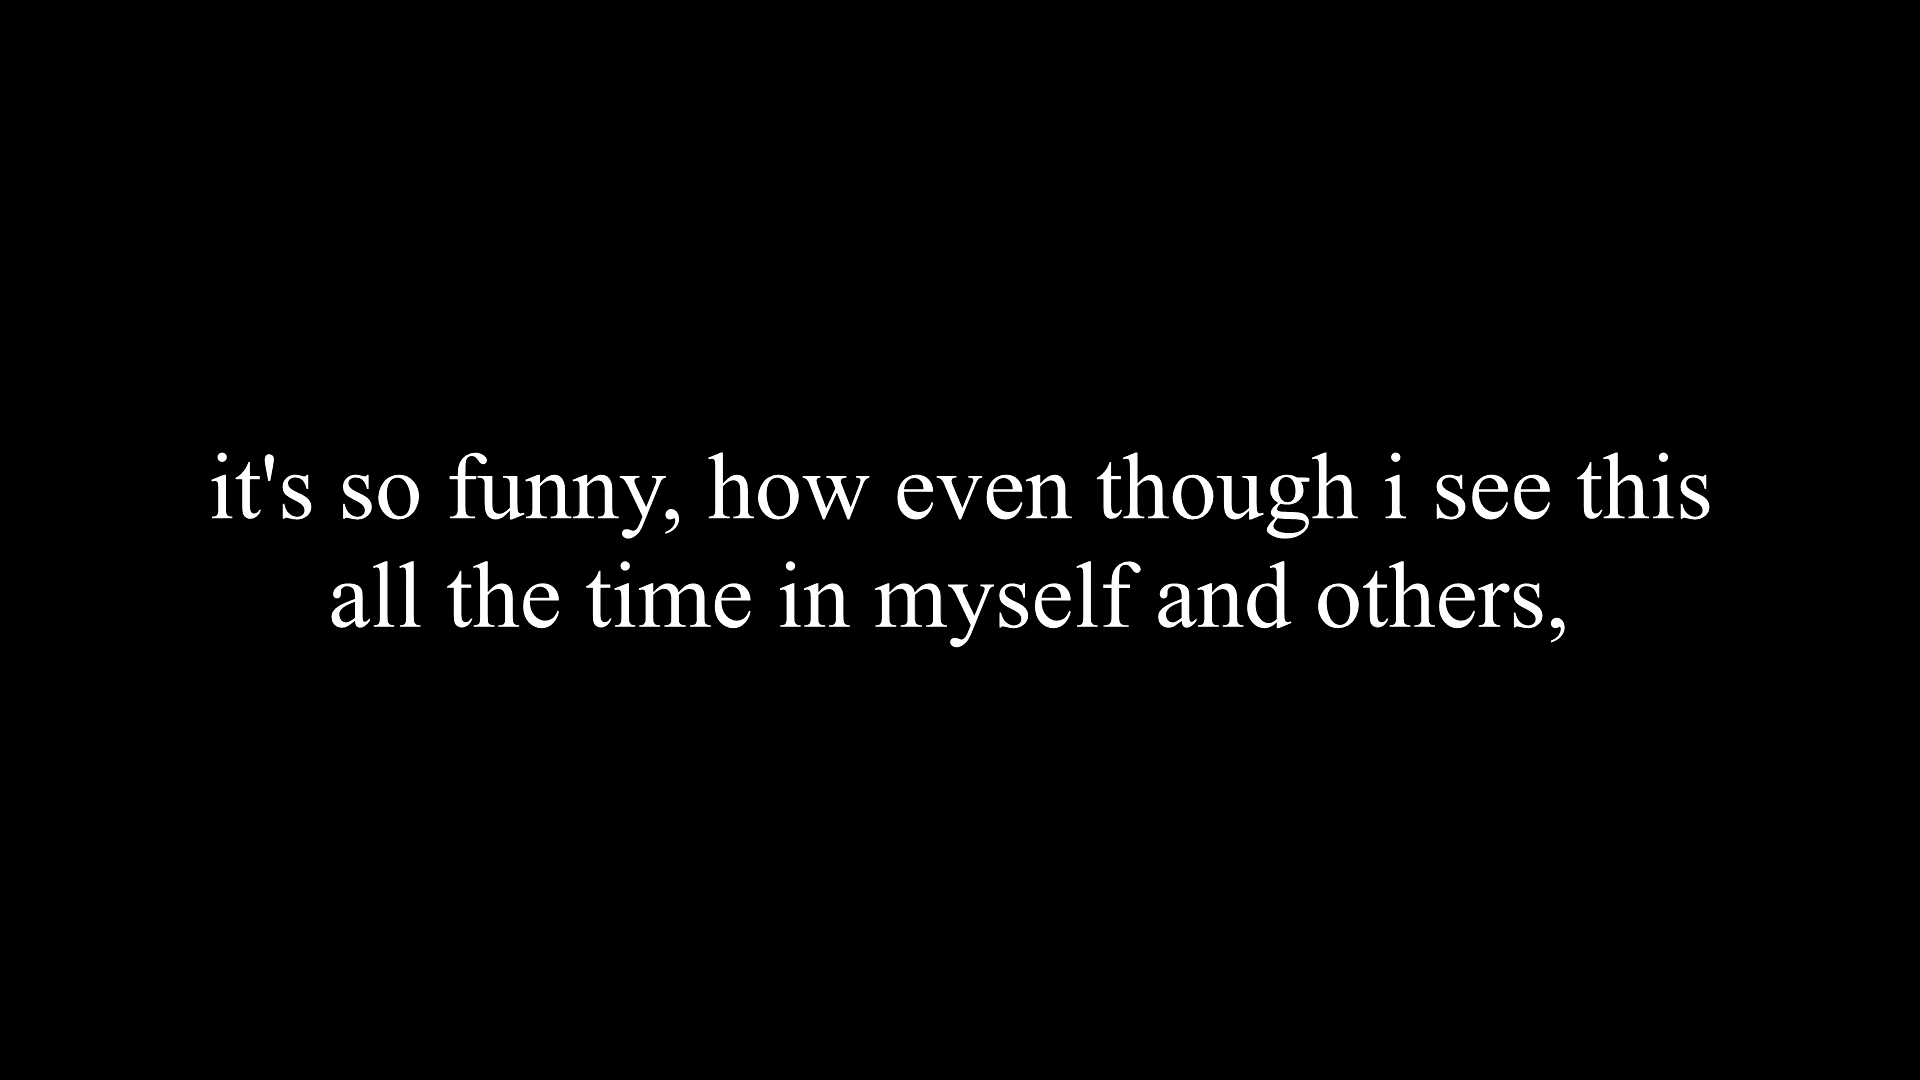 it's so funny, how even though i see this
all the time in myself and others,